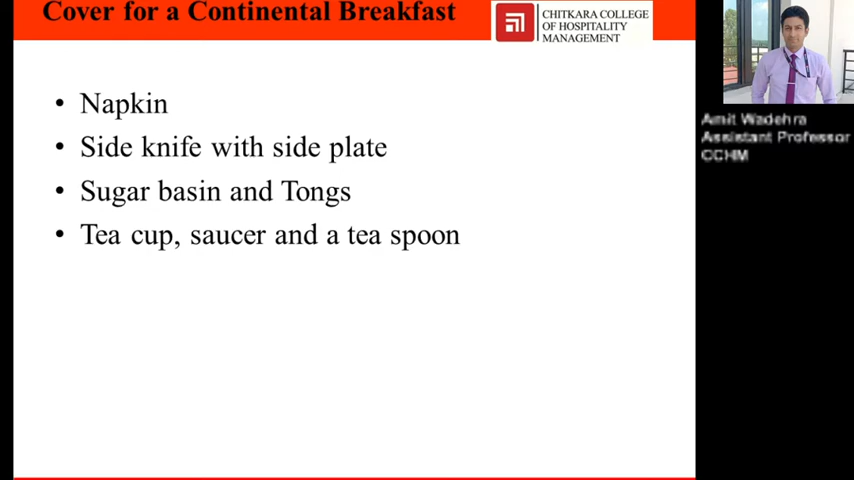 Cover for a Continental Breakfast
CHITKARA COLLEGE
OF HOSPITALITY
MANAGEMENT
• Napkin
• Side knife with side plate
• Sugar basin and Tongs
• Tea cup, saucer and a tea spoon
Amit Wadehra
Assistant Professor
CCHM